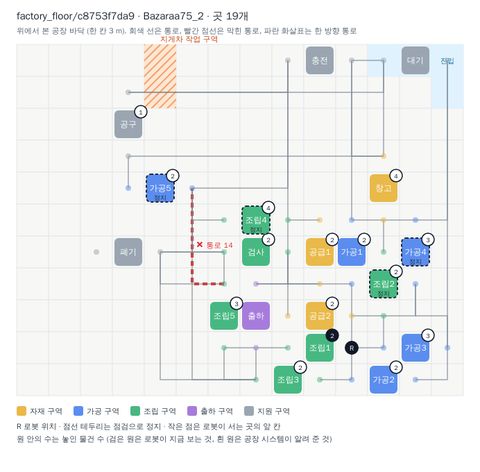 factory_floor/c8753f7da9 · Bazaraa75_2 · 곳 19개
위에서 본 공장 바닥 (한 칸 3 m). 회색 선은 통로, 빨간 점선은 막힌 통로, 파란 화살표는 한 방향 통로
지게차 작업 구역
충전
대기
공구 1
창고 4
가공5 2
정지
조립4 4
정지
✕ 통로 14
폐기
검사 2
공급1 2
가공1 2
가공4 3
정지
조립2 2
정지
조립5 3
출하
공급2 2
조립1 2
R
가공3 3
조립3 2
가공2 2
자재 구역
가공 구역
조립 구역
출하 구역
지원 구역
R 로봇 위치 · 점선 테두리는 점검으로 정지 · 작은 점은 로봇이 서는 곳의 앞 칸
원 안의 수는 놓인 물건 수 (검은 원은 로봇이 지금 보는 것, 흰 원은 공장 시스템이 알려 준 것)